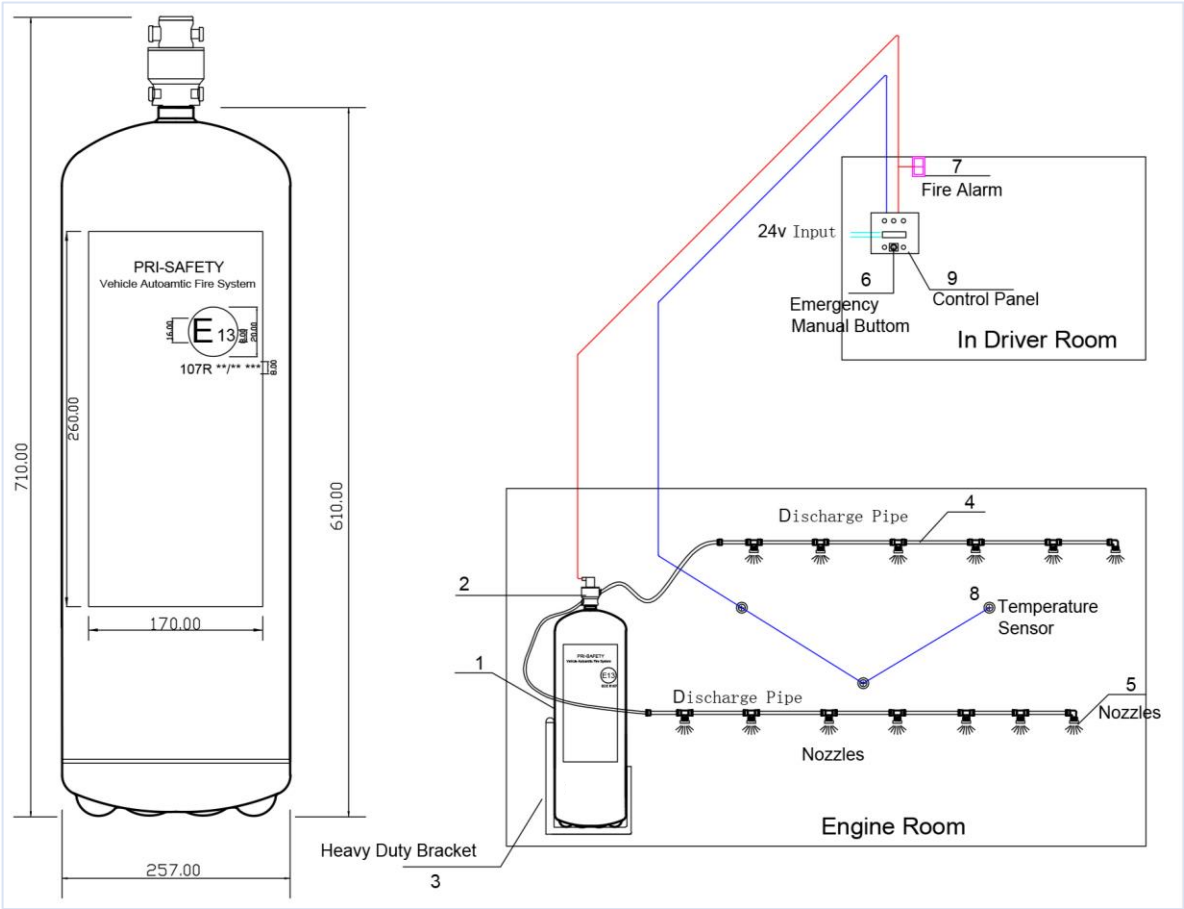 710.00
PRI-SAFETY
Vehicle Autoamtic Fire System
16.00
E 13
8.00
20.00
107R **/** ***
8.00
260.00
170.00
610.00
257.00
7
Fire Alarm
24v Input
6
Emergency
Manual Buttom
9
Control Panel
In Driver Room
Discharge Pipe
4
2
8
Temperature
Sensor
1
PRI-SAFETY
Vehicle Autoamtic Fire System
E13
Discharge Pipe
5
Nozzles
Nozzles
Engine Room
Heavy Duty Bracket
3